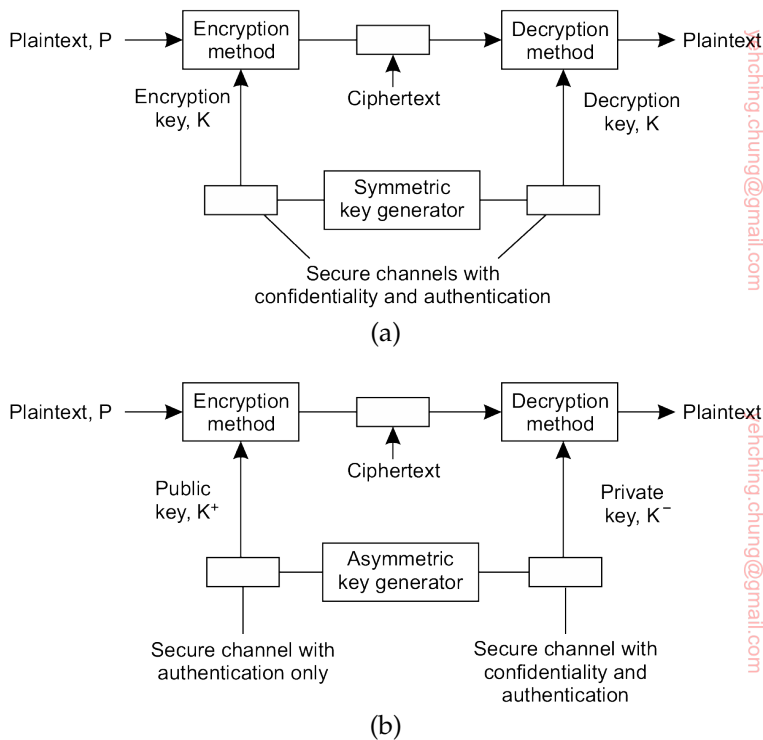 Plaintext, P
Encryption
method
Ciphertext
Decryption
method
Plaintext
Encryption
key, K
Decryption
key, K
Symmetric
key generator
Secure channels with
confidentiality and authentication
(a)
Plaintext, P
Encryption
method
Ciphertext
Decryption
method
Plaintext
Public
key, K⁺
Private
key, K⁻
Asymmetric
key generator
Secure channel with
authentication only
Secure channel with
confidentiality and
authentication
(b)
yehching.chung@gmail.com
yehching.chung@gmail.com